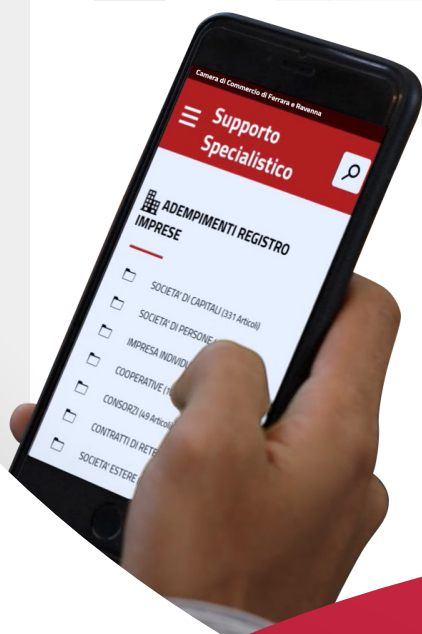 Camera di Commercio di Ferrara e Ravenna
Supporto
Specialistico
ADEMPIMENTI REGISTRO
IMPRESE
SOCIETA' DI CAPITALI (331 Articoli)
SOCIETA' DI PERSONE
IMPRESA
COOPERATIVE
CONSORZI (49 Articoli
CONTRATTI DI RETE
SOCIETA' ESTERE